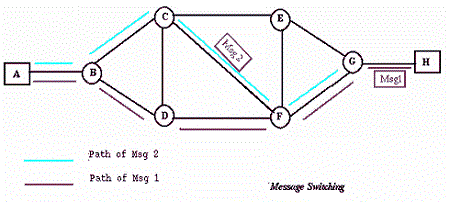 C
E
Msg 2
A
B
G
H
Msg1
D
F
Path of Msg 2
Path of Msg 1
Message Switching